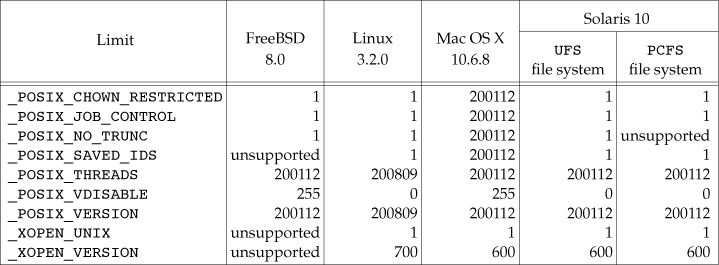 Limit FreeBSD 8.0 Linux 3.2.0 Mac OS X 10.6.8 Solaris 10
UFS file system PCFS file system
_POSIX_CHOWN_RESTRICTED 1 1 200112 1 1
_POSIX_JOB_CONTROL 1 1 200112 1 1
_POSIX_NO_TRUNC 1 1 200112 1 unsupported
_POSIX_SAVED_IDS unsupported 1 200112 1 1
_POSIX_THREADS 200112 200809 200112 200112 200112
_POSIX_VDISABLE 255 0 255 0 0
_POSIX_VERSION 200112 200809 200112 200112 200112
_XOPEN_UNIX unsupported 1 1 1 1
_XOPEN_VERSION unsupported 700 600 600 600